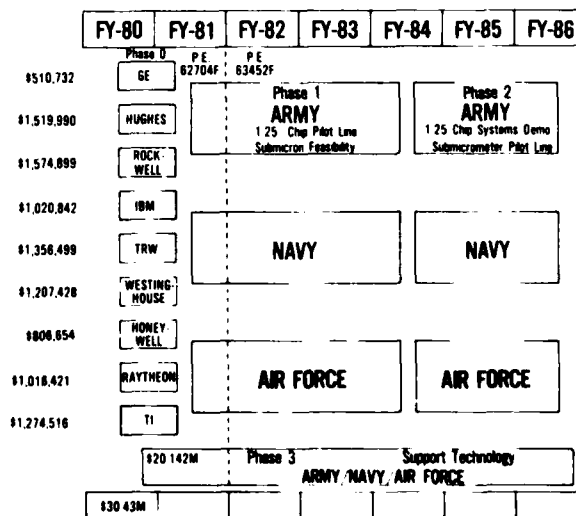 FY-80 FY-81 FY-82 FY-83 FY-84 FY-85 FY-86
Phase 0
P E
62704F
P E
63452F
$510,732 GE
$1,519,990 HUGHES
$1,574,899 ROCK-
WELL
$1,020,842 IBM
$1,356,499 TRW
$1,207,428 WESTING-
HOUSE
$806,654 HONEY-
WELL
$1,016,421 RAYTHEON
$1,274,516 TI
Phase 1
ARMY
1 25 Chip Pilot Line
Submicron Feasibility
Phase 2
ARMY
1 25 Chip Systems Demo
Submicrometer Pilot Line
NAVY
NAVY
AIR FORCE
AIR FORCE
$20 142M Phase 3 Support Technology
ARMY/NAVY/AIR FORCE
$30 43M